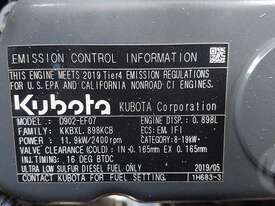 EMISSION CONTROL INFORMATION
THIS ENGINE MEETS 2019 Tier4 EMISSION REGULATIONS
FOR U.S.EPA AND CALIFORNIA NONROAD CI ENGINES.
Kubota KUBOTA Corporation
MODEL : D902-EF07 ENGINE DISP.: 0.898L
FAMILY : KKBXL.898KCB ECS:EM IFI
POWER : 11.9kW/2400rpm CATEGORY:8-19kW
V. LASH(COLD) : IN=0.165mm EX=0.165mm
INJ. TIMING : 16 DEG BTDC
ULTRA LOW SULFUR DIESEL FUEL ONLY 2019/05
CONTACT KUBOTA FOR FUEL SETTING. 1H683-3